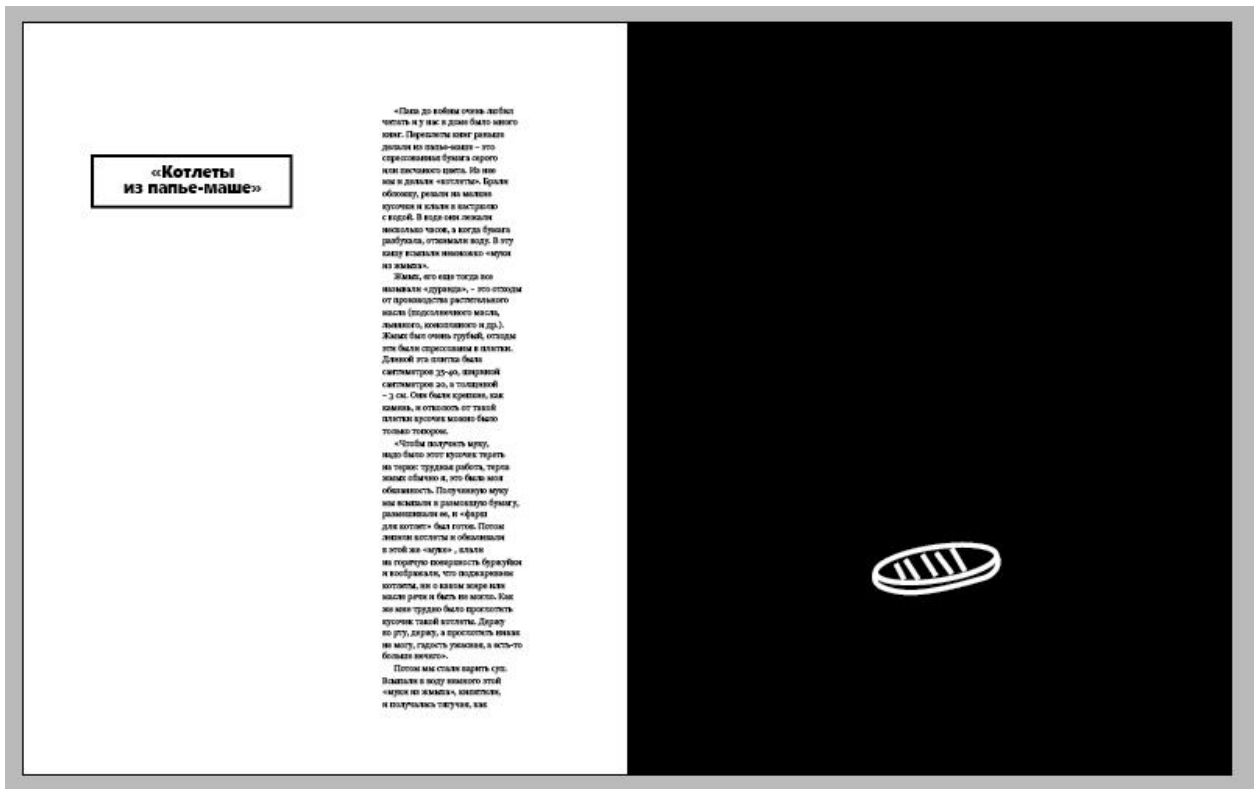 «Котлеты
из папье-маше»
«Папа до войны очень любил
читать и у нас в доме было много
книг. Переплеты книг раньше
делали из папье-маше – это
спрессованная бумага серого
или песчаного цвета. Из нее
мы и делали «котлеты». Брали
обложку, резали на мелкие
кусочки и клали в кастрюлю
с водой. В воде они лежали
несколько часов, а когда бумага
разбухала, отжимали воду. В эту
кашу всыпали немножко «муки
из жмыха».
Жмых, его еще тогда все
называли «дуранда», – это отходы
от производства растительного
масла (подсолнечного масла,
льняного, конопляного и др.).
Жмых был очень грубый, отходы
эти были спрессованы в плитки.
Длиной эта плитка была
сантиметров 35-40, шириной
сантиметров 20, а толщиной
– 3 см. Они были крепкие, как
камень, и отколоть от такой
плитки кусочек можно было
только топором.
«Чтобы получить муку,
надо было этот кусочек тереть
на терке: трудная работа, терла
жмых обычно я, это была моя
обязанность. Полученную муку
мы всыпали в размокшую бумагу,
размешивали ее, и «фарш
для котлет» был готов. Потом
лепили котлеты и обваливали
в этой же «муке» , клали
на горячую поверхность буржуйки
и воображали, что поджариваем
котлеты, ни о каком жире или
масле речи и быть не могло. Как
же мне трудно было проглотить
кусочек такой котлеты. Держу
во рту, держу, а проглотить никак
не могу, гадость ужасная, а есть-то
больше нечего».
Потом мы стали варить суп.
Всыпали в воду немного этой
«муки из жмыха», кипятили,
и получалась тягучая, как